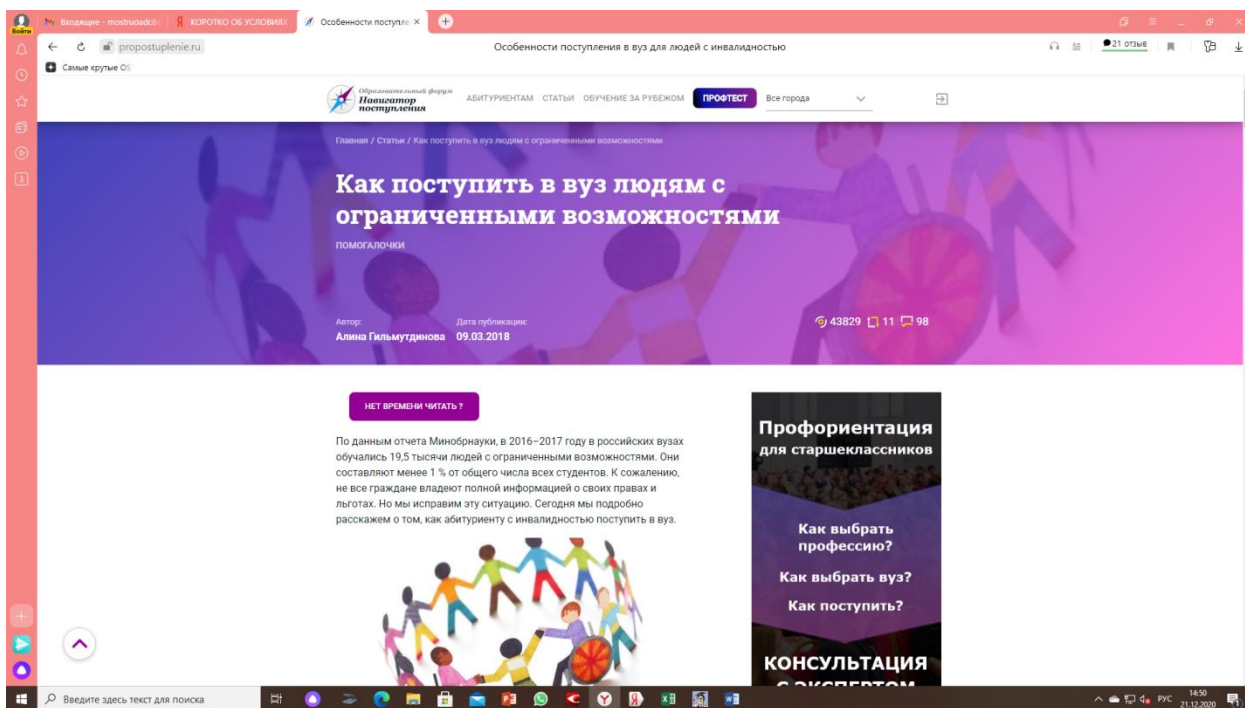 Войти
Входящие - mostruoadc8
Я КОРОТКО ОБ УСЛОВИЯХ
Особенности поступле
propostuplenie.ru
Особенности поступления в вуз для людей с инвалидностью
21 отзыв
Самые крутые OS
Образовательный форум
Навигатор
поступления
АБИТУРИЕНТАМ СТАТЬИ ОБУЧЕНИЕ ЗА РУБЕЖОМ ПРОФТЕСТ Все города
Главная / Статьи / Как поступить в вуз людям с ограниченными возможностями
Как поступить в вуз людям с
ограниченными возможностями
ПОМОГАЛОЧКИ
Автор: Дата публикации:
Алина Гильмутдинова 09.03.2018
43829 11 98
НЕТ ВРЕМЕНИ ЧИТАТЬ ?
По данным отчета Минобрнауки, в 2016–2017 году в российских вузах
обучались 19,5 тысячи людей с ограниченными возможностями. Они
составляют менее 1 % от общего числа всех студентов. К сожалению,
не все граждане владеют полной информацией о своих правах и
льготах. Но мы исправим эту ситуацию. Сегодня мы подробно
расскажем о том, как абитуриенту с инвалидностью поступить в вуз.
Профориентация
для старшеклассников
Как выбрать
профессию?
Как выбрать вуз?
Как поступить?
КОНСУЛЬТАЦИЯ
С ЭКСПЕРТОМ
Введите здесь текст для поиска
РУС
14:50
21.12.2020